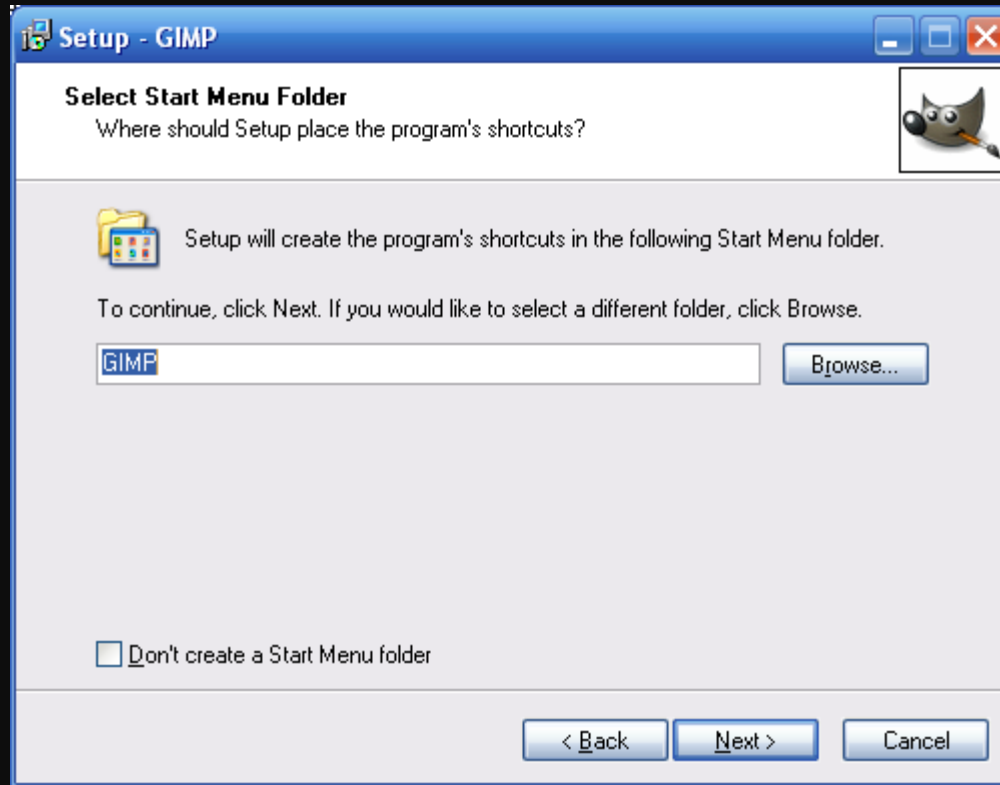 Setup - GIMP
Select Start Menu Folder
Where should Setup place the program's shortcuts?
Setup will create the program's shortcuts in the following Start Menu folder.
To continue, click Next. If you would like to select a different folder, click Browse.
GIMP
Browse...
Don't create a Start Menu folder
< Back
Next >
Cancel